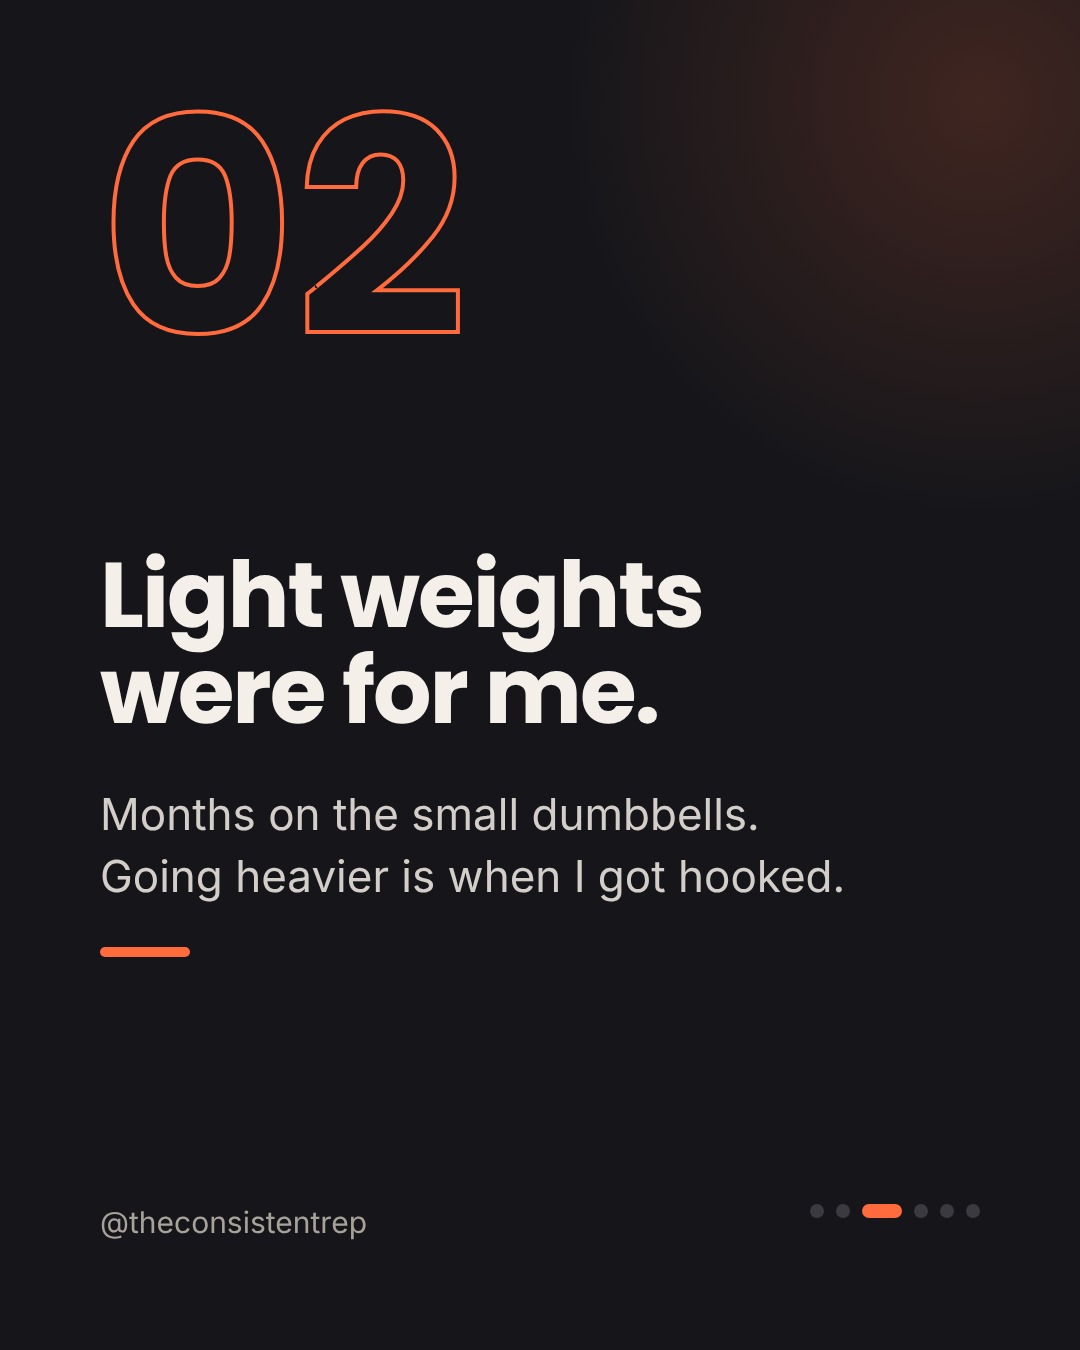 02
Light weights
were for me.
Months on the small dumbbells.
Going heavier is when I got hooked.
@theconsistentrep